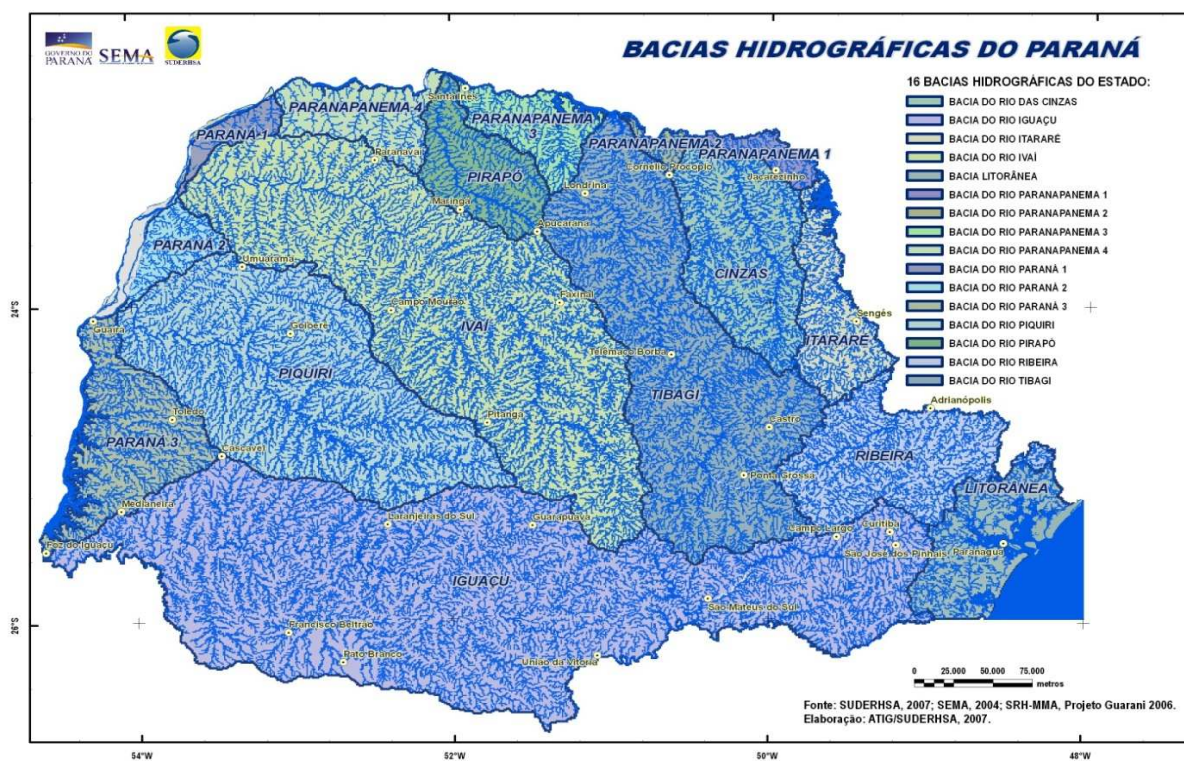 GOVERNO DO
PARANÁ
SEMA
SUDERHSA
BACIAS HIDROGRÁFICAS DO PARANÁ
16 BACIAS HIDROGRÁFICAS DO ESTADO:
BACIA DO RIO DAS CINZAS
BACIA DO RIO IGUAÇU
BACIA DO RIO ITARARÉ
BACIA DO RIO IVAÍ
BACIA LITORÂNEA
BACIA DO RIO PARANAPANEMA 1
BACIA DO RIO PARANAPANEMA 2
BACIA DO RIO PARANAPANEMA 3
BACIA DO RIO PARANAPANEMA 4
BACIA DO RIO PARANÁ 1
BACIA DO RIO PARANÁ 2
BACIA DO RIO PARANÁ 3
BACIA DO RIO PIQUIRI
BACIA DO RIO PIRAPÓ
BACIA DO RIO RIBEIRA
BACIA DO RIO TIBAGI
Santa Inês
PARANAPANEMA 4
PARANAPANEMA
3
PARANÁ 1
PARANAPANEMA 2
PARANAPANEMA 1
Paranavaí
Cornélio Procópio
Jacarezinho
PIRAPÓ
Londrina
Maringá
Apucarana
PARANÁ 2
Umuarama
CINZAS
Campo Mourão
Faxinal
24°S
Guaíra
Goioerê
IVAÍ
Sengés
ITARARÉ
Telêmaco Borba
PIQUIRI
TIBAGI
Adrianópolis
Toledo
Pitanga
Castro
PARANÁ 3
Cascavel
RIBEIRA
Ponta Grossa
LITORÂNEA
Medianeira
Laranjeiras do Sul
Guarapuava
Campo Largo
Curitiba
Foz do Iguaçu
São José dos Pinhais
Paranaguá
IGUAÇU
São Mateus do Sul
26°S
Francisco Beltrão
Pato Branco
União da Vitória
0 25.000 50.000 75.000
metros
Fonte: SUDERHSA, 2007; SEMA, 2004; SRH-MMA, Projeto Guarani 2006.
Elaboração: ATIG/SUDERHSA, 2007.
54°W 52°W 50°W 48°W